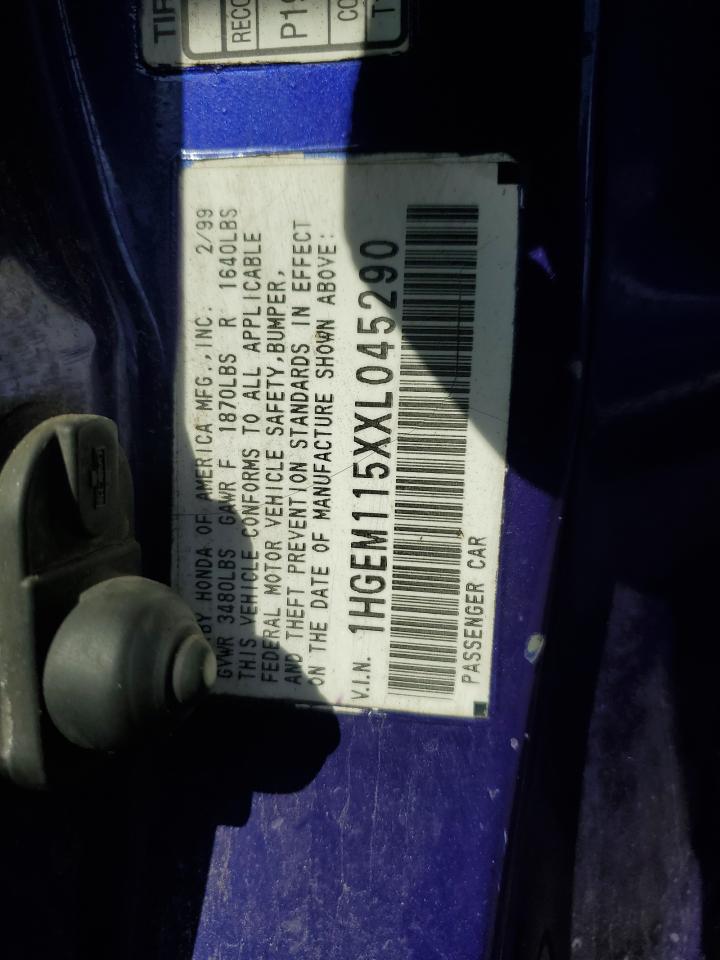 TIR
RECO
P19
CO
T
BY HONDA OF AMERICA MFG., INC. 2/99
GVWR 3480LBS GAWR F 1870LBS R 1640LBS
THIS VEHICLE CONFORMS TO ALL APPLICABLE
FEDERAL MOTOR VEHICLE SAFETY, BUMPER,
AND THEFT PREVENTION STANDARDS IN EFFECT
ON THE DATE OF MANUFACTURE SHOWN ABOVE:
V.I.N. 1HGEM115XXL045290
PASSENGER CAR